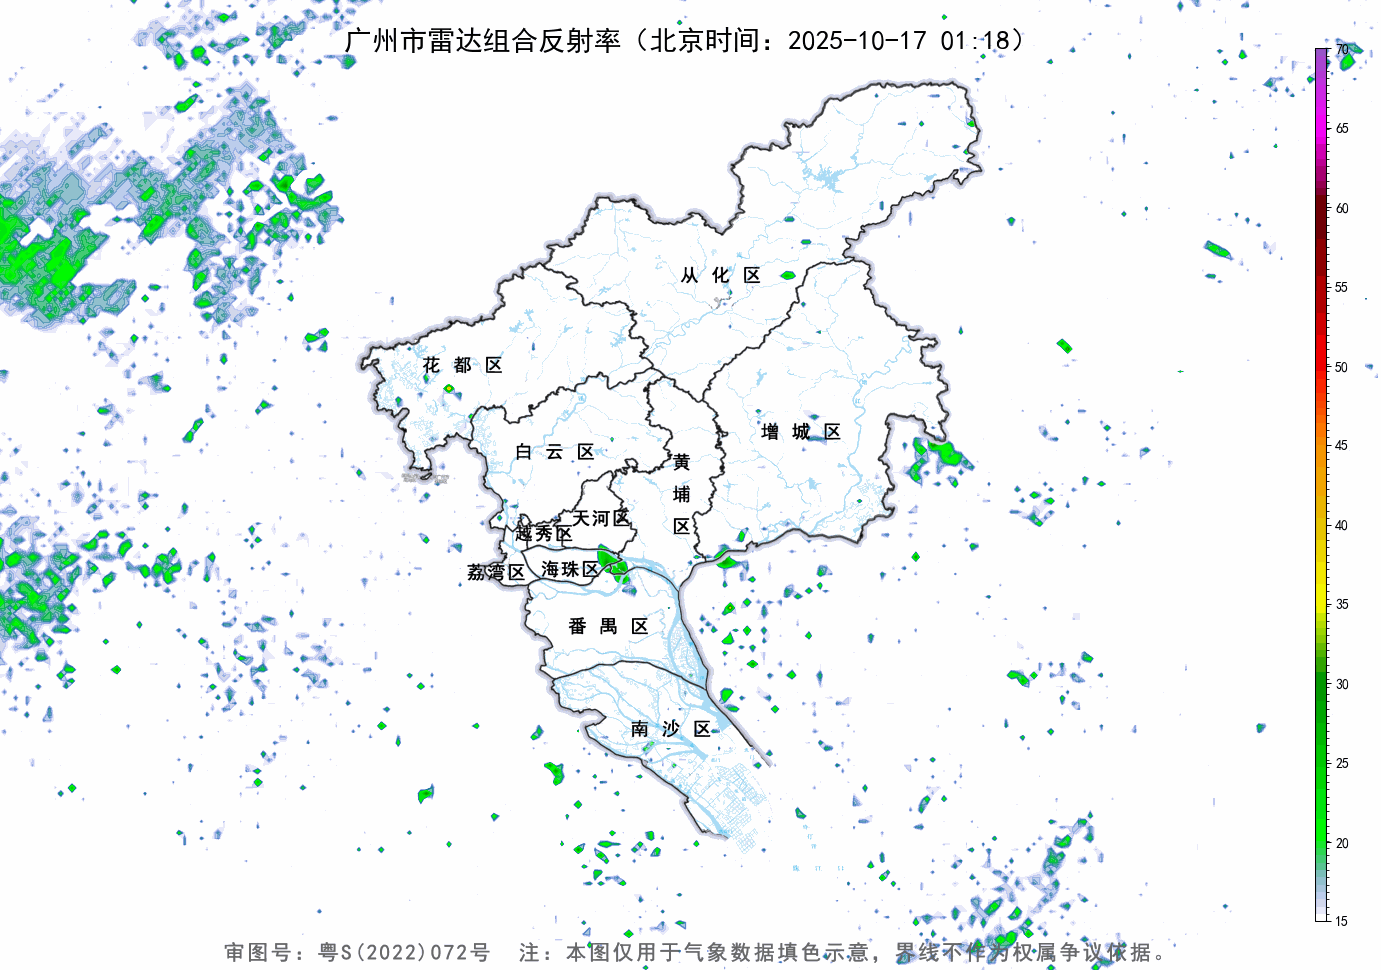 广州市雷达组合反射率（北京时间：2025-10-17 01:18）
70
65
60
55
50
45
40
35
30
25
20
15
从化区
花都区
增城区
白云区
黄埔区
天河区
越秀区
荔湾区
海珠区
番禺区
南沙区
审图号：粤S(2022)072号 注：本图仅用于气象数据填色示意，界线不作为权属争议依据。